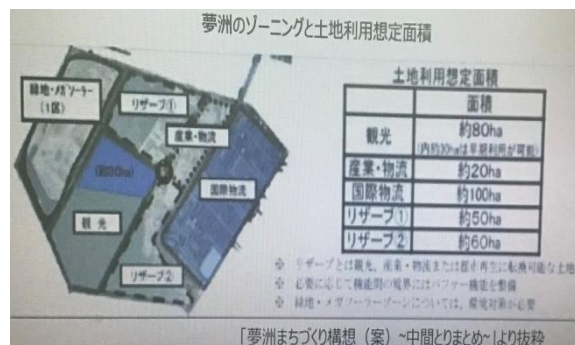 夢洲のゾーニングと土地利用想定面積
緑地・メガソーラー
(1区)
リザーブ①
産業・物流
(約30ha)
国際物流
観光
リザーブ②
土地利用想定面積
面積
観光 約80ha
(内約30haは早期利用が可能)
産業・物流 約20ha
国際物流 約100ha
リザーブ① 約50ha
リザーブ② 約60ha
※ リザーブとは観光、産業・物流または都市再生に転換可能な土地
※ 必要に応じて機能間の境界にはバファー機能を整備
※ 緑地・メガソーラーゾーンについては、環境対策が必要
「夢洲まちづくり構想(案)~中間とりまとめ~」より抜粋